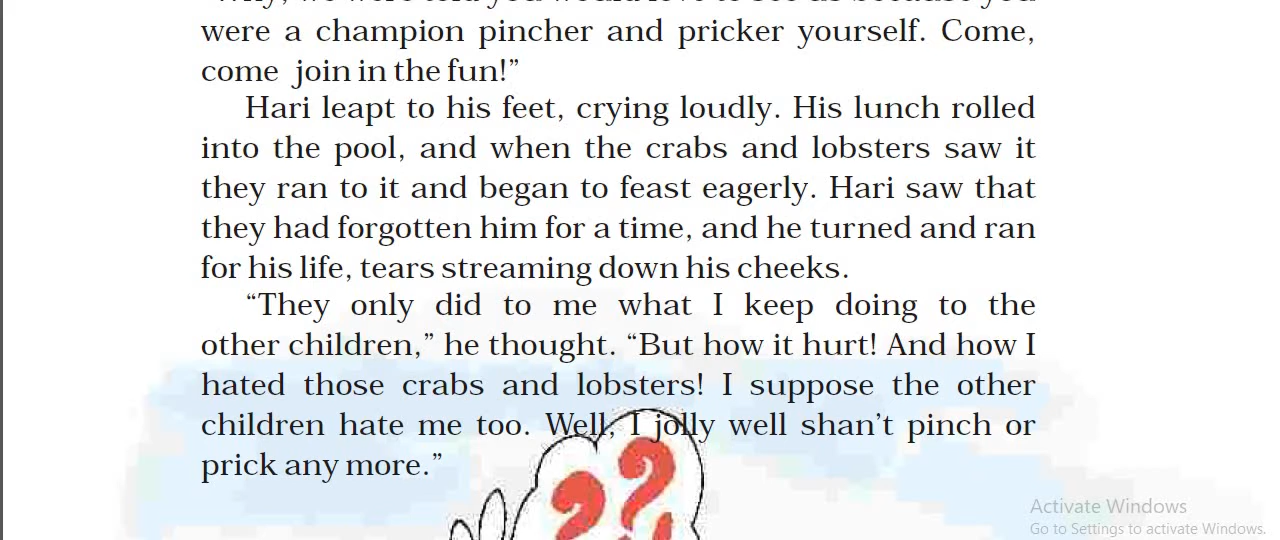 were a champion pincher and pricker yourself. Come,
come join in the fun!”
Hari leapt to his feet, crying loudly. His lunch rolled
into the pool, and when the crabs and lobsters saw it
they ran to it and began to feast eagerly. Hari saw that
they had forgotten him for a time, and he turned and ran
for his life, tears streaming down his cheeks.
“They only did to me what I keep doing to the
other children,” he thought. “But how it hurt! And how I
hated those crabs and lobsters! I suppose the other
children hate me too. Well, I jolly well shan’t pinch or
prick any more.”
??
Activate Windows
Go to Settings to activate Windows.